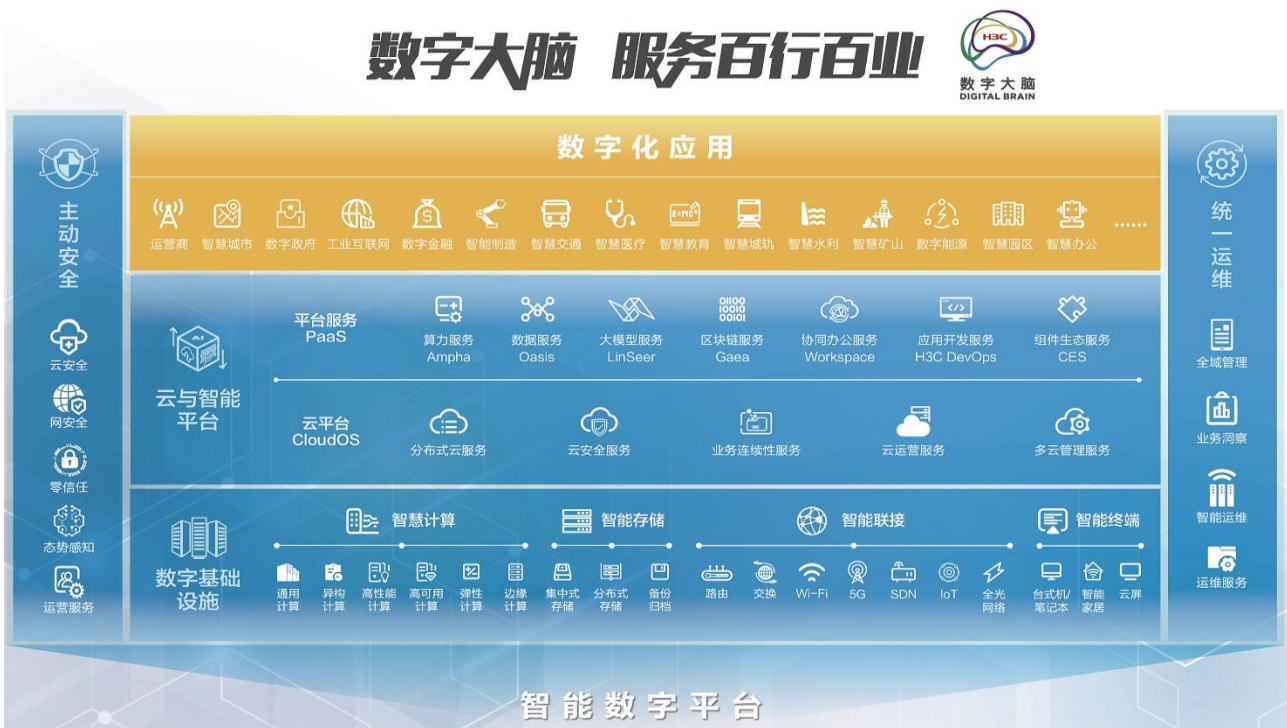 数字大脑 服务百行百业
H3C
数字大脑
DIGITAL BRAIN
主动安全
云安全
网安全
零信任
态势感知
运营服务
数字化应用
运营商 智慧城市 数字政府 工业互联网 数字金融 智能制造 智慧交通 智慧医疗 智慧教育 智慧城轨 智慧水利 智慧矿山 数字能源 智慧园区 智慧办公 ......
E=MC²
云与智能
平台
AI
平台服务
PaaS
算力服务
Ampha
数据服务
Oasis
大模型服务
LinSeer
区块链服务
Gaea
协同办公服务
Workspace
应用开发服务
H3C DevOps
组件生态服务
CES
云平台
CloudOS
分布式云服务
云安全服务
业务连续性服务
云运营服务
多云管理服务
数字基础
设施
智慧计算
通用
计算
异构
计算
高性能
计算
高可用
计算
弹性
计算
边缘
计算
智能存储
集中式
存储
分布式
存储
备份
归档
智能联接
路由
交换
Wi-Fi
5G
SDN
IoT
全光
网络
智能终端
台式机/
笔记本
智能
家居
云屏
统一运维
全域管理
业务洞察
智能运维
运维服务
智能数字平台